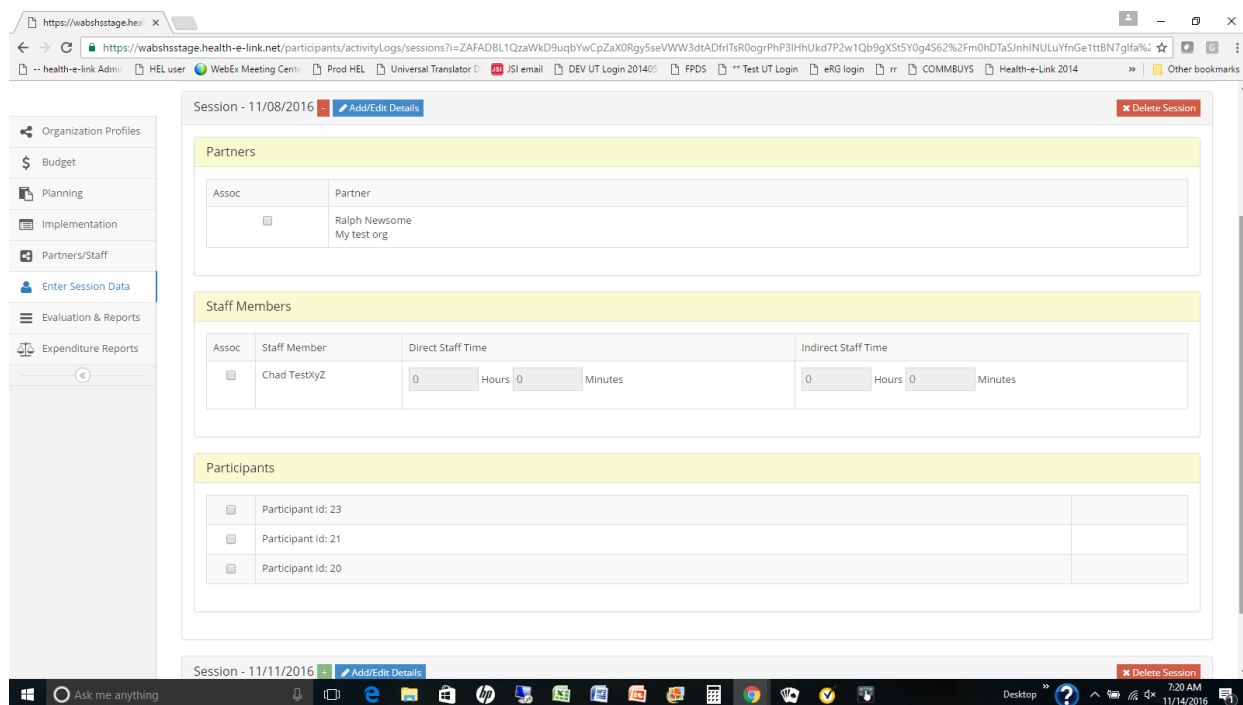 https://wabshsstage.heal
https://wabshsstage.health-e-link.net/participants/activityLogs/sessions?i=ZAFADBL1QzaWkD9uqbYwCpZaX0Rgy5seVWW3dtADfrITsR0ogrPhP3IHhUkd7P2w1Qb9gXSt5Y0g4S62%2Fm0hDTaSJnhINULuYfnGe1ttBN7gIfa%2
-- health-e-link Admi HEL user WebEx Meeting Cent Prod HEL Universal Translator D JSI email DEV UT Login 20140 FPDS ** Test UT Login eRG login rr COMMBUYS Health-e-Link 2014 » Other bookmarks
Session - 11/08/2016 - Add/Edit Details Delete Session
Organization Profiles
Budget
Planning
Implementation
Partners/Staff
Enter Session Data
Evaluation & Reports
Expenditure Reports
Partners
Assoc Partner
Ralph Newsome
My test org
Staff Members
Assoc Staff Member Direct Staff Time Indirect Staff Time
Chad TestXyZ 0 Hours 0 Minutes 0 Hours 0 Minutes
Participants
Participant Id: 23
Participant Id: 21
Participant Id: 20
Session - 11/11/2016 + Add/Edit Details Delete Session
Ask me anything
Desktop » 7:20 AM
11/14/2016